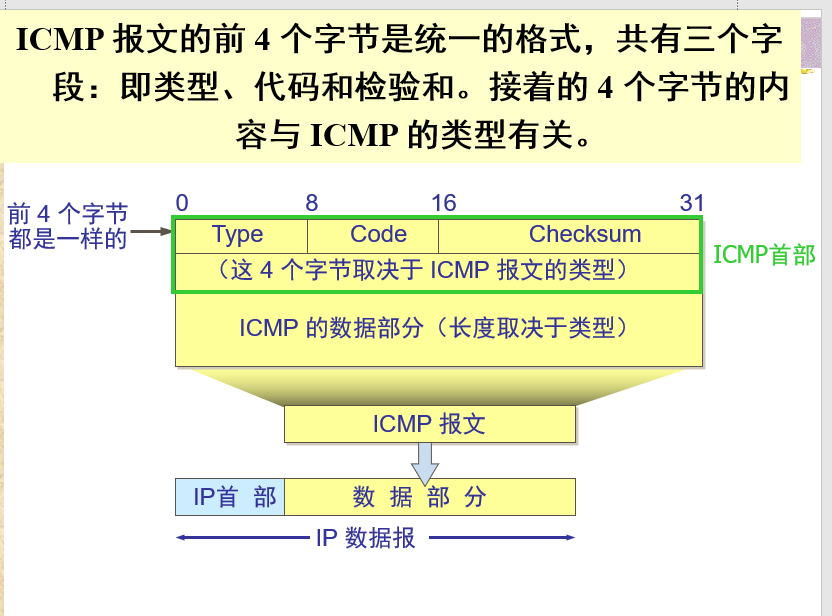 ICMP 报文的前 4 个字节是统一的格式，共有三个字
段：即类型、代码和检验和。接着的 4 个字节的内
容与 ICMP 的类型有关。
0 8 16 31
前 4 个字节
都是一样的
Type Code Checksum
ICMP首部
（这 4 个字节取决于 ICMP 报文的类型）
ICMP 的数据部分（长度取决于类型）
ICMP 报文
IP首 部 数 据 部 分
IP 数据报